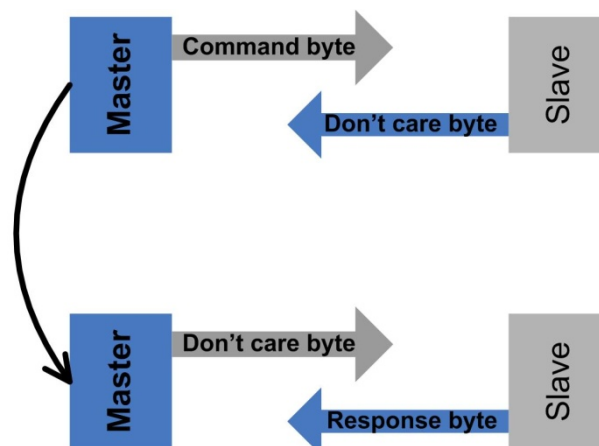 Master
Command byte
Don't care byte
Slave
Master
Don't care byte
Response byte
Slave